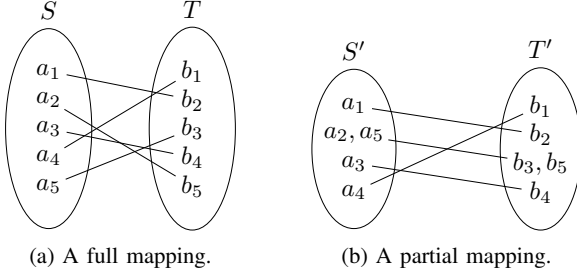 S T
a₁ b₁
a₂ b₂
a₃ b₃
a₄ b₄
a₅ b₅
(a) A full mapping.
S′ T′
a₁ b₁
a₂, a₅ b₂
a₃ b₃, b₅
a₄ b₄
(b) A partial mapping.